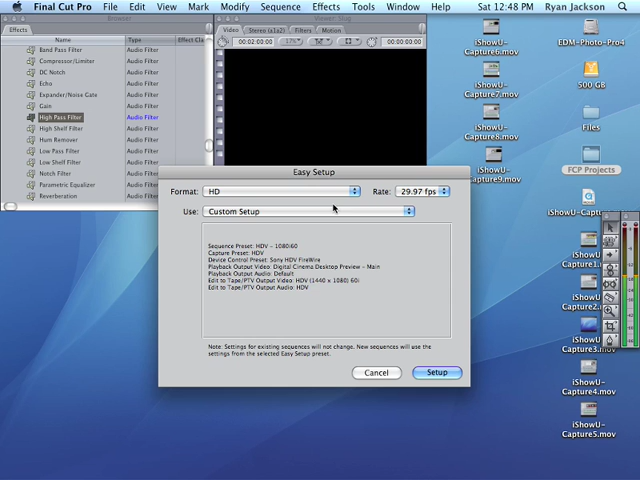 Final Cut Pro File Edit View Mark Modify Sequence Effects Tools Window Help Sat 12:48 PM Ryan Jackson
Browser
Viewer: Slug
Effects
Video Stereo (a1a2) Filters Motion
Name Type Effect Cla
00:02:00:00 00:00:00:00
Band Pass Filter Audio Filter
Compressor/Limiter Audio Filter
DC Notch Audio Filter
Echo Audio Filter
Expander/Noise Gate Audio Filter
Gain Audio Filter
High Pass Filter Audio Filter
High Shelf Filter Audio Filter
Hum Remover Audio Filter
Low Pass Filter Audio Filter
Low Shelf Filter Audio Filter
Notch Filter Audio Filter
Parametric Equalizer Audio Filter
Reverberation Audio Filter
iShowU-
Capture6.mov
iShowU-
Capture7.mov
iShowU-
Capture8.mov
iShowU-
Capture9.mov
EDM-Photo-Pro4
500 GB
Files
FCP Projects
iShowU-Captu
Capture1.mov
Capture2.mov
Capture3.mov
iShowU-
Capture4.mov
iShowU-
Capture5.mov
Easy Setup
Format: HD Rate: 29.97 fps
Use: Custom Setup
Sequence Preset: HDV - 1080i60
Capture Preset: HDV
Device Control Preset: Sony HDV FireWire
Playback Output Video: Digital Cinema Desktop Preview - Main
Playback Output Audio: Default
Edit to Tape/PTV Output Video: HDV (1440 x 1080) 60i
Edit to Tape/PTV Output Audio: HDV
Note: Settings for existing sequences will not change. New sequences will use the
settings from the selected Easy Setup preset.
Cancel Setup